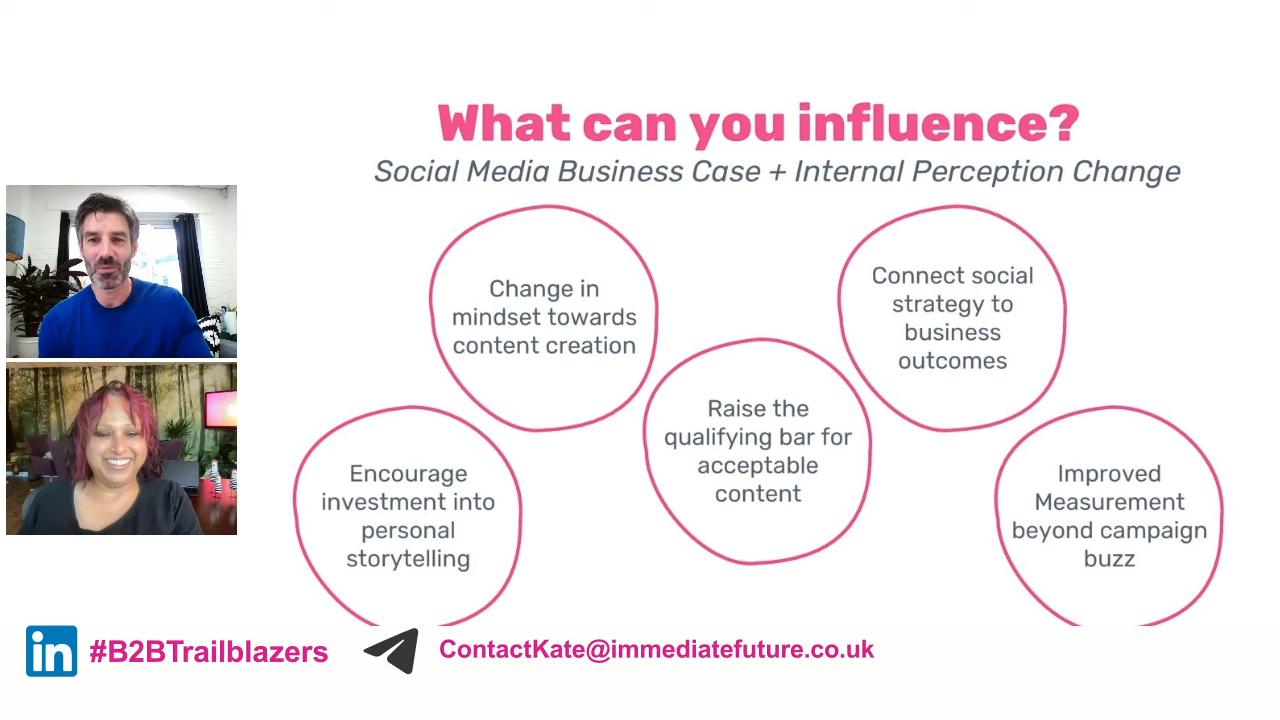 What can you influence?
Social Media Business Case + Internal Perception Change
Change in
mindset towards
content creation
Connect social
strategy to
business
outcomes
Raise the
qualifying bar for
acceptable
content
Encourage
investment into
personal
storytelling
Improved
Measurement
beyond campaign
buzz
in
#B2BTrailblazers
ContactKate@immediatefuture.co.uk